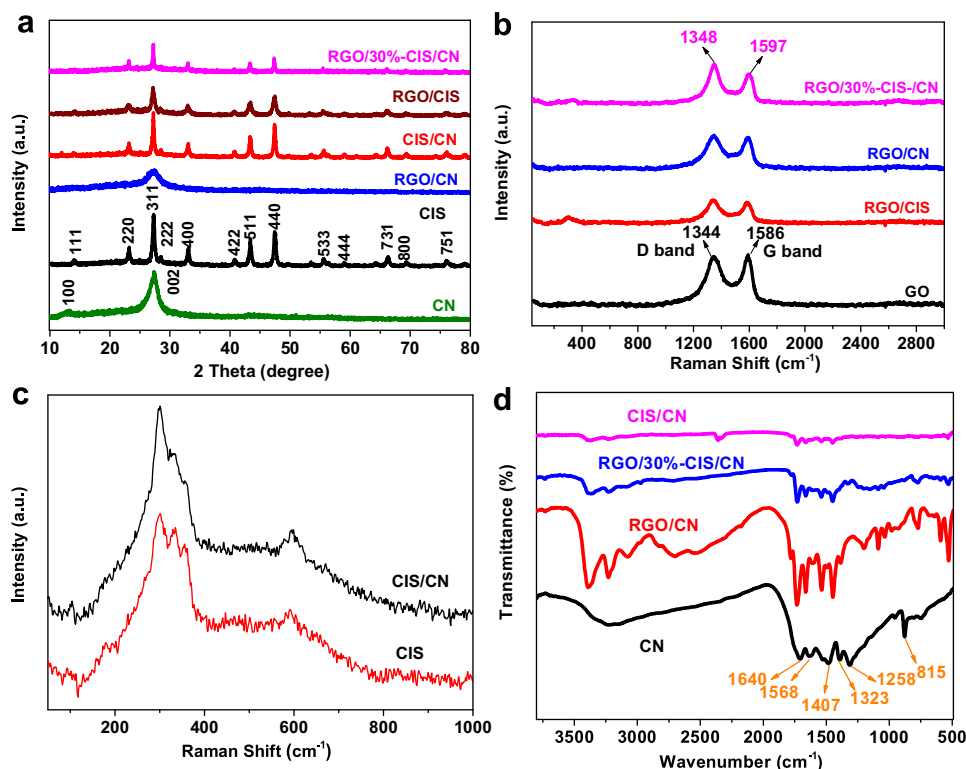 a
RGO/30%-CIS/CN
RGO/CIS
CIS/CN
RGO/CN
CIS
CN
111
220
311
222
400
422
511
440
533
444
731
800
751
100
002
10 20 30 40 50 60 70 80
2 Theta (degree)
Intensity (a.u.)
b
1348
1597
RGO/30%-CIS-/CN
RGO/CN
RGO/CIS
1344
1586
D band
G band
GO
400 800 1200 1600 2000 2400 2800
Raman Shift (cm⁻¹)
Intensity (a.u.)
c
CIS/CN
CIS
200 400 600 800 1000
Raman Shift (cm⁻¹)
Intensity (a.u.)
d
CIS/CN
RGO/30%-CIS/CN
RGO/CN
CN
1640
1568
1407
1323
1258
815
3500 3000 2500 2000 1500 1000 500
Wavenumber (cm⁻¹)
Transmittance (%)